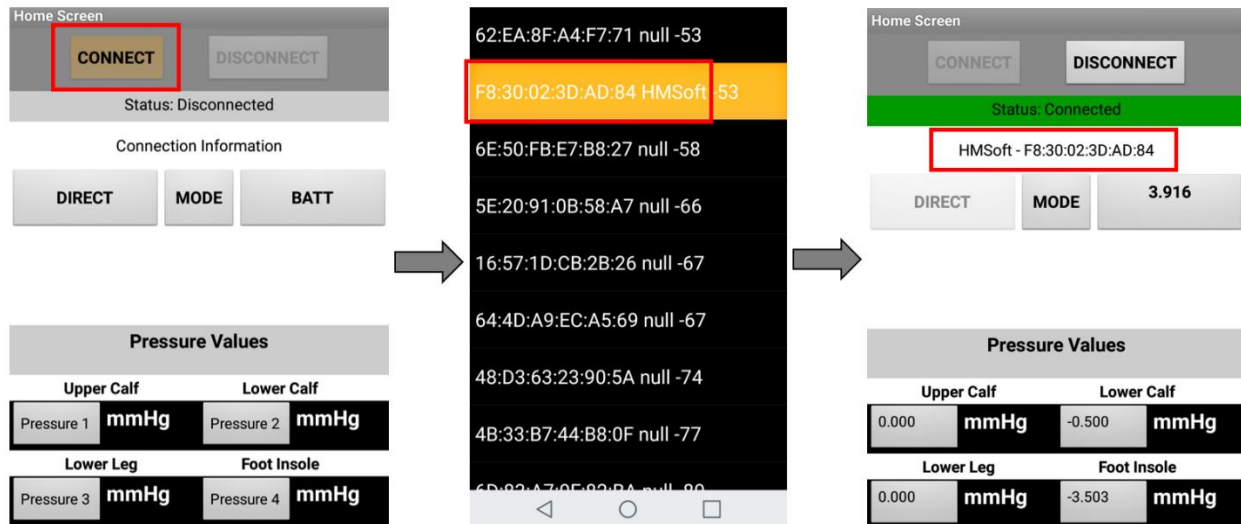 Home Screen
CONNECT DISCONNECT
Status: Disconnected
Connection Information
DIRECT MODE BATT
Pressure Values
Upper Calf Lower Calf
Pressure 1 mmHg Pressure 2 mmHg
Lower Leg Foot Insole
Pressure 3 mmHg Pressure 4 mmHg
62:EA:8F:A4:F7:71 null -53
F8:30:02:3D:AD:84 HMSoft -53
6E:50:FB:E7:B8:27 null -58
5E:20:91:0B:58:A7 null -66
16:57:1D:CB:2B:26 null -67
64:4D:A9:EC:A5:69 null -67
48:D3:63:23:90:5A null -74
4B:33:B7:44:B8:0F null -77
Home Screen
CONNECT DISCONNECT
Status: Connected
HMSoft - F8:30:02:3D:AD:84
DIRECT MODE 3.916
Pressure Values
Upper Calf Lower Calf
0.000 mmHg -0.500 mmHg
Lower Leg Foot Insole
0.000 mmHg -3.503 mmHg